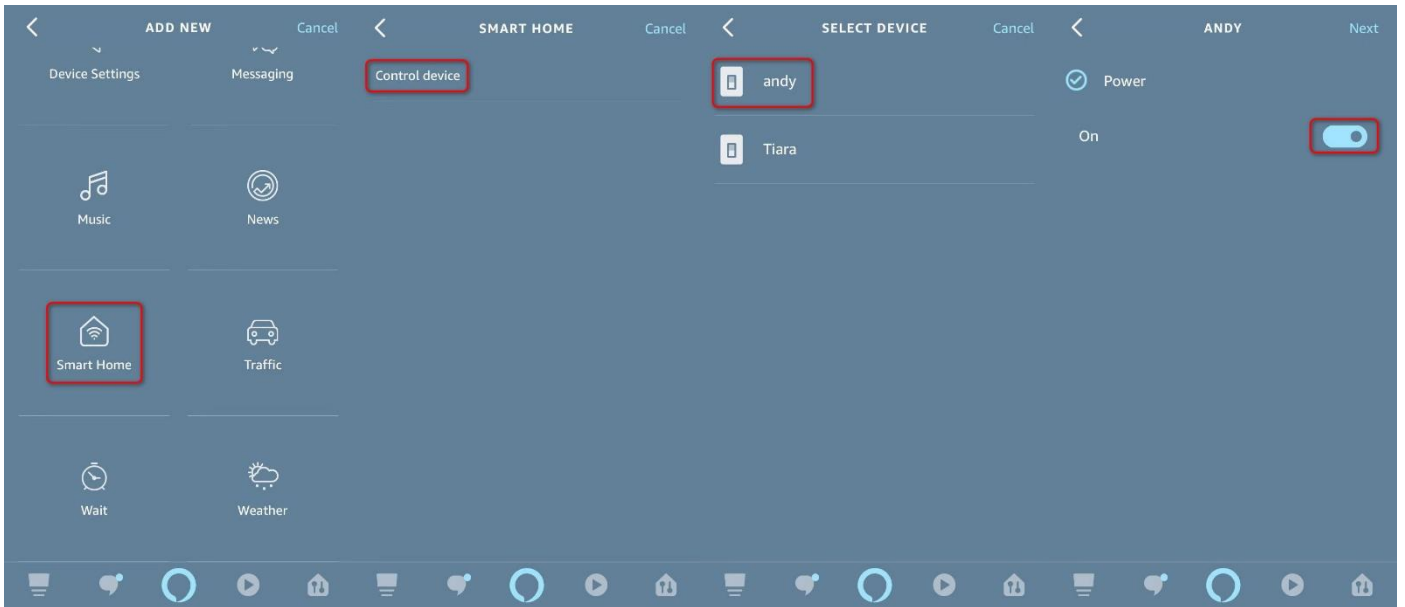 ADD NEW
Cancel
Device Settings
Messaging
Music
News
Smart Home
Traffic
Wait
Weather
SMART HOME
Cancel
Control device
SELECT DEVICE
Cancel
andy
Tiara
ANDY
Next
Power
On